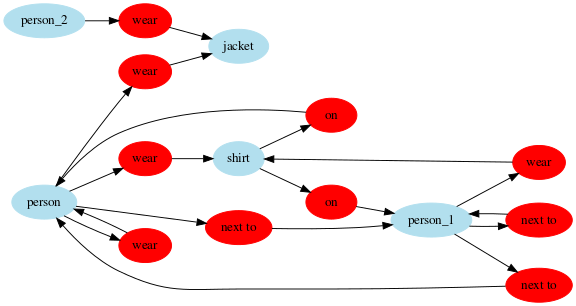 person_2
wear
jacket
wear
on
wear
shirt
wear
person
on
person_1
next to
next to
wear
next to